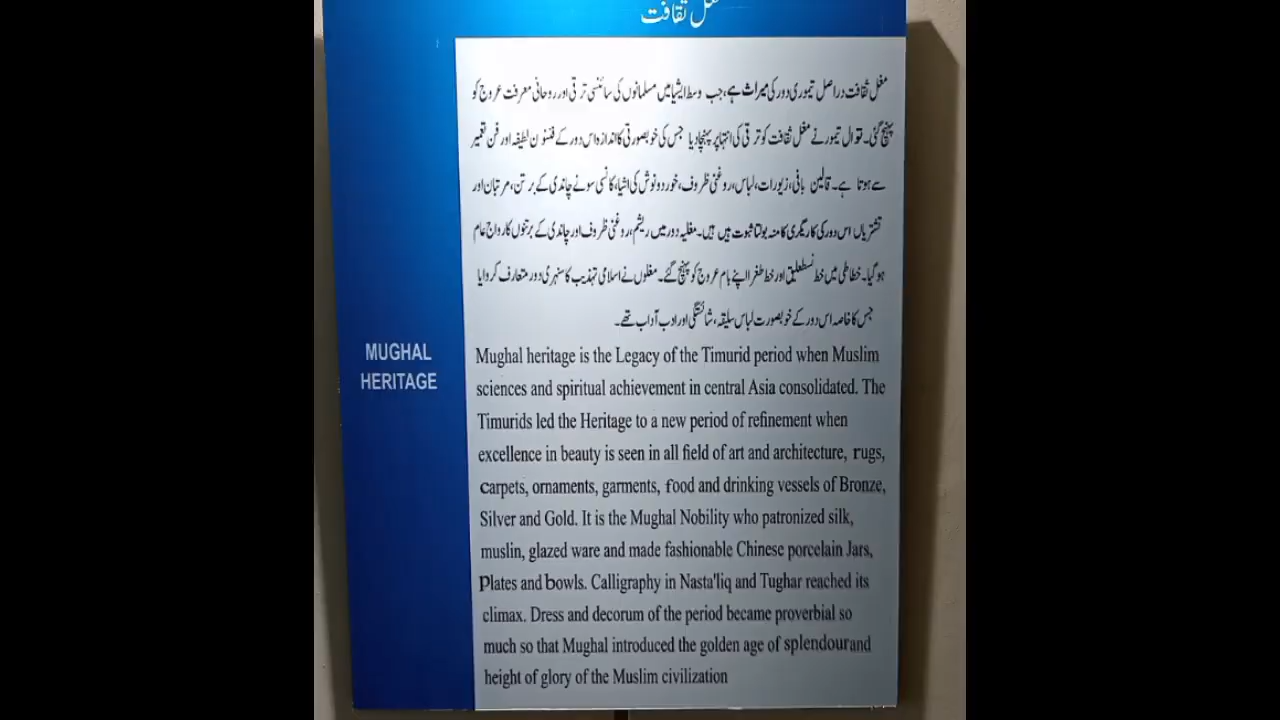 مغل ثقافت
مغل ثقافت دراصل تیموری دور کی میراث ہے، جب وسط ایشیا میں مسلمانوں کی سائنسی ترقی اور روحانی معرفت عروج کو
پہنچ گئی۔ قوال تیمور نے مغل ثقافت کو ترقی کی انتہا پر پہنچا دیا جس کی خوبصورتی کا اندازہ اس دور کے فنون لطیفہ اور فن تعمیر
سے ہوتا ہے۔ قالین بافی، زیورات، لباس، روغنی ظروف، خوردونوش کی اشیا، کانسی سونے چاندی کے برتن، مرتبان اور
تشتریاں اس دور کی کاریگری کا منہ بولتا ثبوت ہیں ہیں۔ مغلیہ دور میں ریشم، روغنی ظروف اور چاندی کے برتنوں کا رواج عام
ہو گیا۔ خطاطی میں خط نستعلیق اور خط طغرا اپنے بام عروج کو پہنچ گئے۔ مغلوں نے اسلامی تہذیب کا سنہری دور متعارف کروایا
جس کا خاصہ اس دور کے خوبصورت لباس سلیقہ، شائستگی اور ادب آداب تھے۔
MUGHAL
HERITAGE
Mughal heritage is the Legacy of the Timurid period when Muslim
sciences and spiritual achievement in central Asia consolidated. The
Timurids led the Heritage to a new period of refinement when
excellence in beauty is seen in all field of art and architecture, rugs,
carpets, ornaments, garments, food and drinking vessels of Bronze,
Silver and Gold. It is the Mughal Nobility who patronized silk,
muslin, glazed ware and made fashionable Chinese porcelain Jars,
Plates and bowls. Calligraphy in Nasta'liq and Tughar reached its
climax. Dress and decorum of the period became proverbial so
much so that Mughal introduced the golden age of splendour and
height of glory of the Muslim civilization